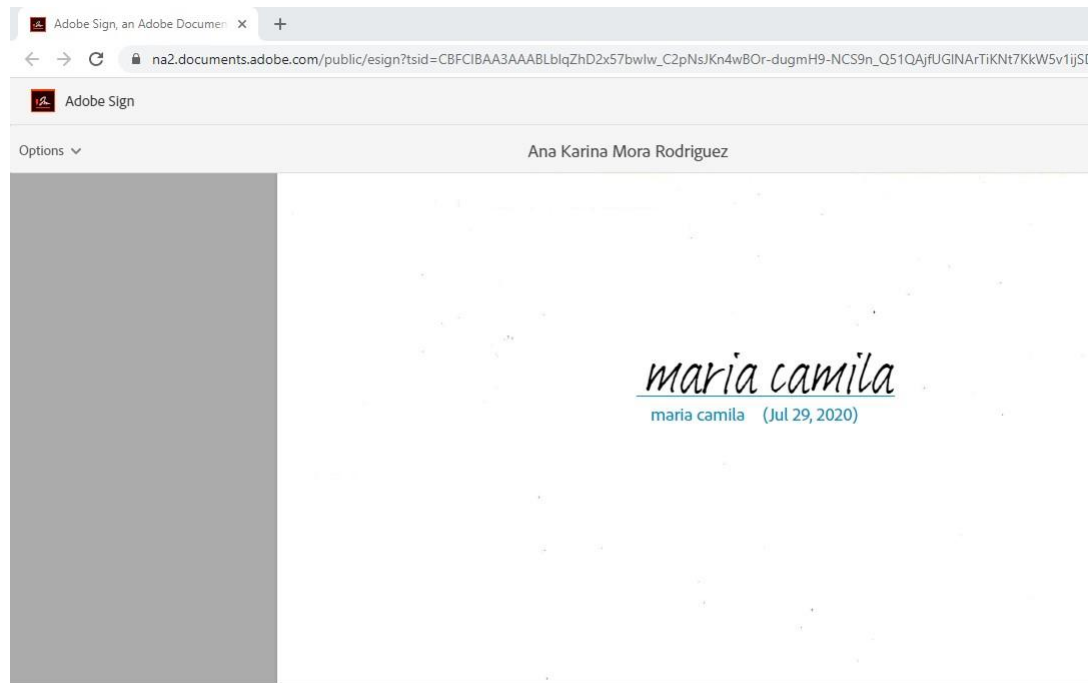 Adobe Sign, an Adobe Documen
na2.documents.adobe.com/public/esign?tsid=CBFCIBAA3AAABLblqZhD2x57bwlw_C2pNsJKn4wBOr-dugmH9-NCS9n_Q51QAjfUGINArTiKNt7KkW5v1ijSD
Adobe Sign
Options
Ana Karina Mora Rodriguez
maria camila
maria camila (Jul 29, 2020)